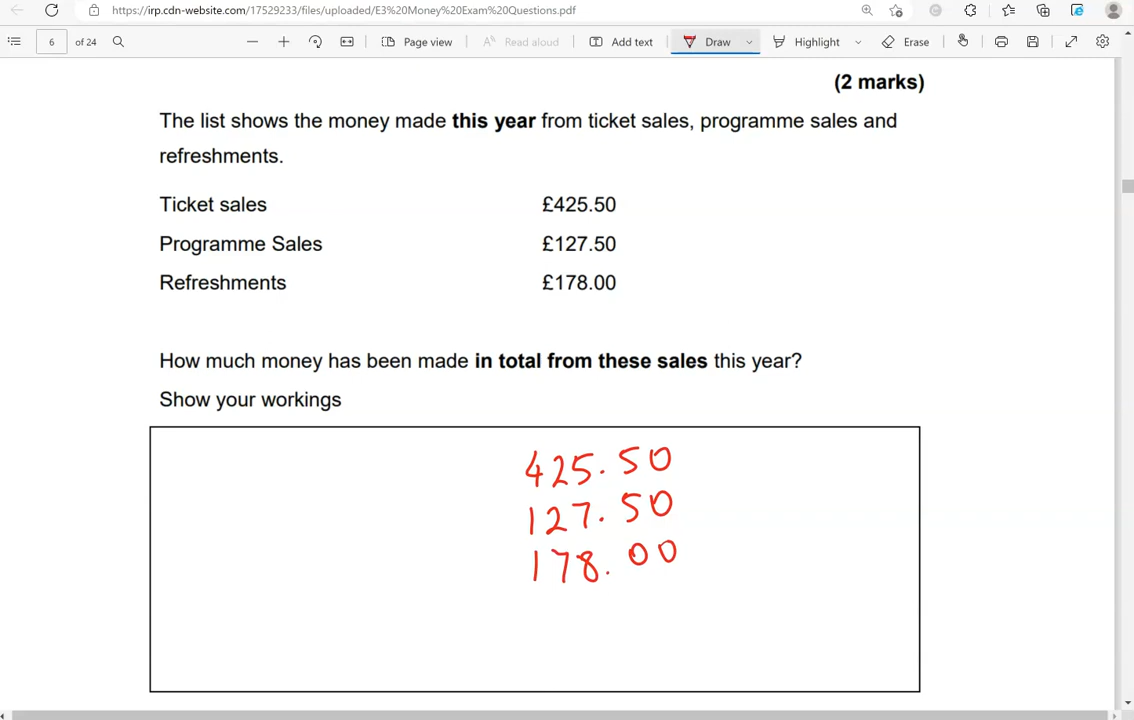 https://irp.cdn-website.com/17529233/files/uploaded/E3%20Money%20Exam%20Questions.pdf
6 of 24
Page view
Read aloud
Add text
Draw
Highlight
Erase
(2 marks)
The list shows the money made this year from ticket sales, programme sales and
refreshments.
Ticket sales £425.50
Programme Sales £127.50
Refreshments £178.00
How much money has been made in total from these sales this year?
Show your workings
425.50
127.50
178.00